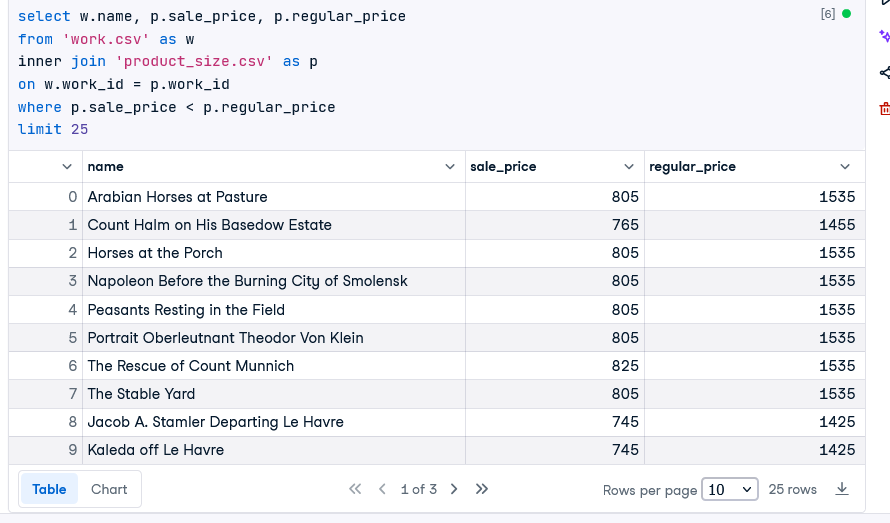 select w.name, p.sale_price, p.regular_price
[6]
from 'work.csv' as w
inner join 'product_size.csv' as p
on w.work_id = p.work_id
where p.sale_price < p.regular_price
limit 25
name sale_price regular_price
0 Arabian Horses at Pasture 805 1535
1 Count Halm on His Basedow Estate 765 1455
2 Horses at the Porch 805 1535
3 Napoleon Before the Burning City of Smolensk 805 1535
4 Peasants Resting in the Field 805 1535
5 Portrait Oberleutnant Theodor Von Klein 805 1535
6 The Rescue of Count Munnich 825 1535
7 The Stable Yard 805 1535
8 Jacob A. Stamler Departing Le Havre 745 1425
9 Kaleda off Le Havre 745 1425
Table Chart 1 of 3 Rows per page 10 25 rows